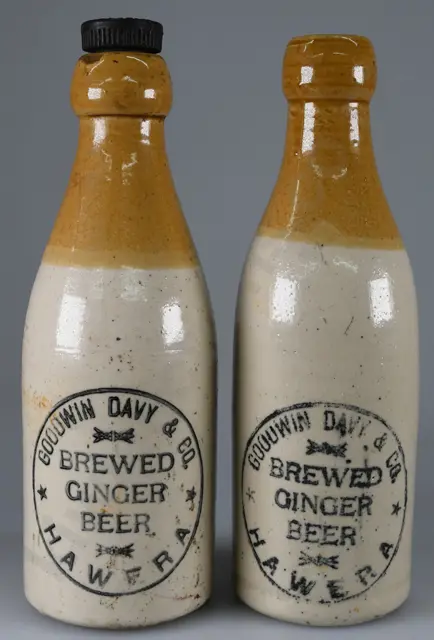 GOODWIN DAVY & CO.
BREWED
GINGER
BEER
HAWERA
GOODWIN DAVY & CO.
BREWED
GINGER
BEER
HAWERA